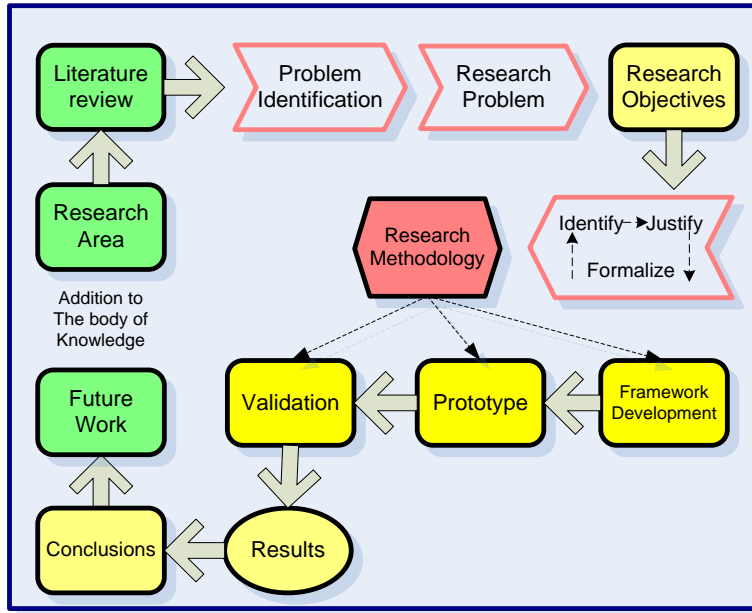 Literature
review
Problem
Identification
Research
Problem
Research
Objectives
Research
Area
Research
Methodology
Identify
Justify
Formalize
Addition to
The body of
Knowledge
Future
Work
Validation
Prototype
Framework
Development
Conclusions
Results